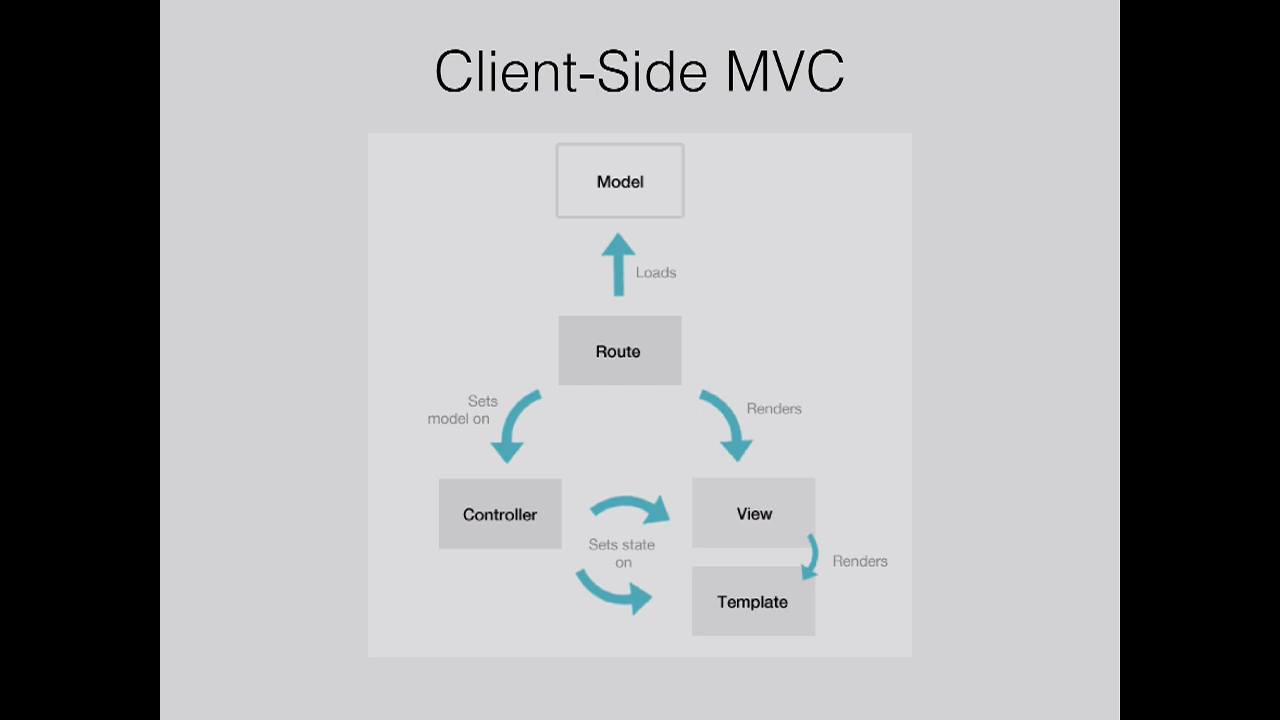 Client-Side MVC
Model
Loads
Route
Sets
model on
Renders
Controller
View
Sets state
on
Renders
Template